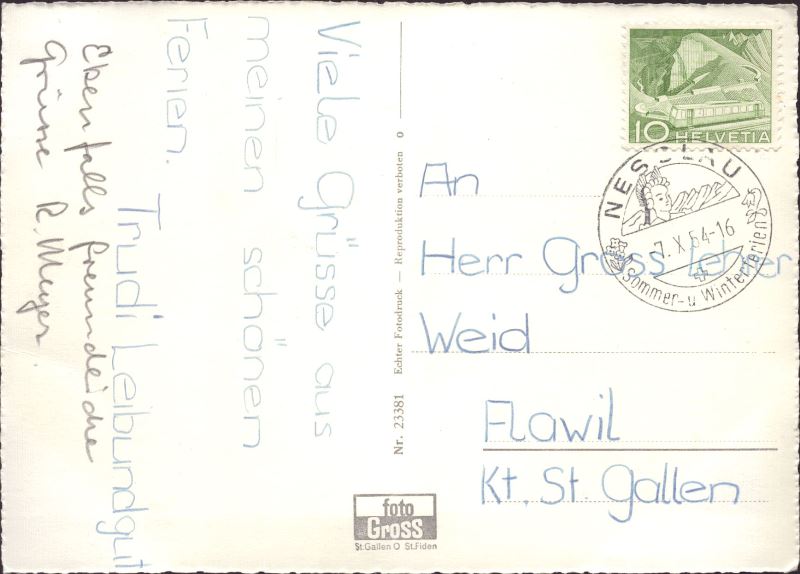 Viele Grüsse aus
meinen schönen
Ferien.
Trudi Leibundgut
Ebenfalls freundliche
Grüsse R. Meyer
Nr. 23381 Echter Fotodruck — Reproduktion verboten o
foto
Gross
St.Gallen O St.Fiden
10 HELVETIA
NESSLAU
7. X. 54-16
Sommer-u Winterferien
An
Herr Gross Lehrer
Weid
Flawil
Kt. St. Gallen